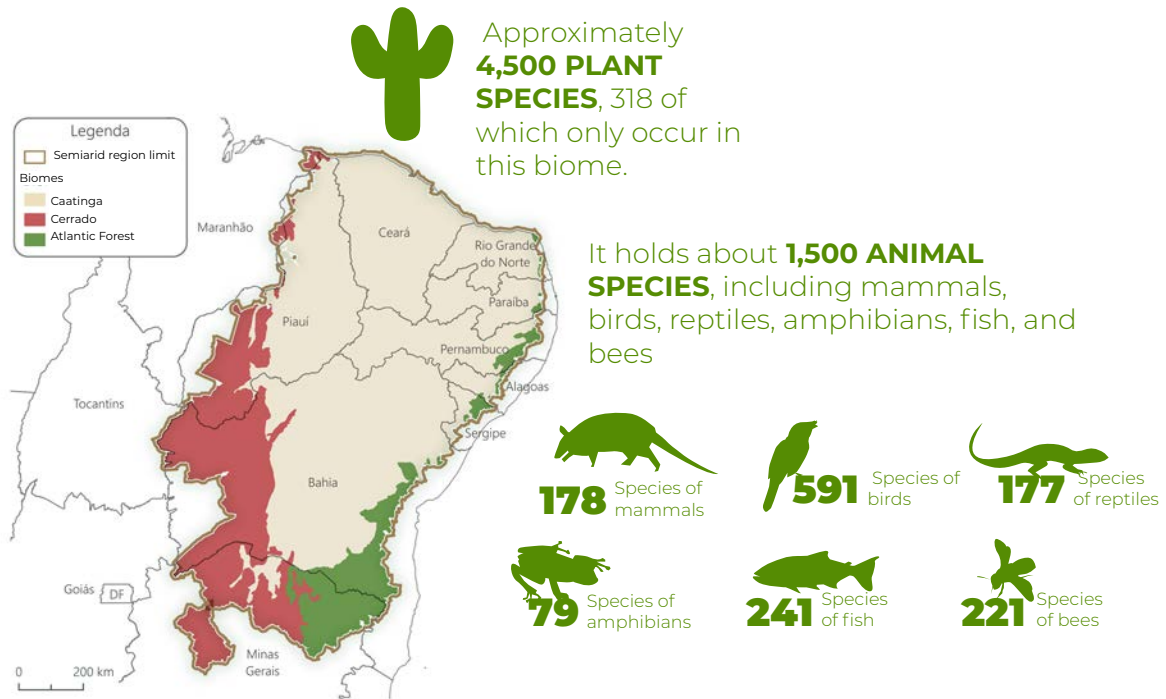 Approximately
4,500 PLANT
SPECIES, 318 of
which only occur in
this biome.
Legenda
Semiarid region limit
Biomes
Caatinga
Cerrado
Atlantic Forest
Maranhão
Ceará
Rio Grande
do Norte
Paraíba
Piauí
Pernambuco
Alagoas
Tocantins
Sergipe
Bahia
Goiás
DF
Minas
Gerais
0 200 km
It holds about 1,500 ANIMAL
SPECIES, including mammals,
birds, reptiles, amphibians, fish, and
bees
178 Species of
mammals
591 Species of
birds
177 Species
of reptiles
79 Species of
amphibians
241 Species
of fish
221 Species
of bees